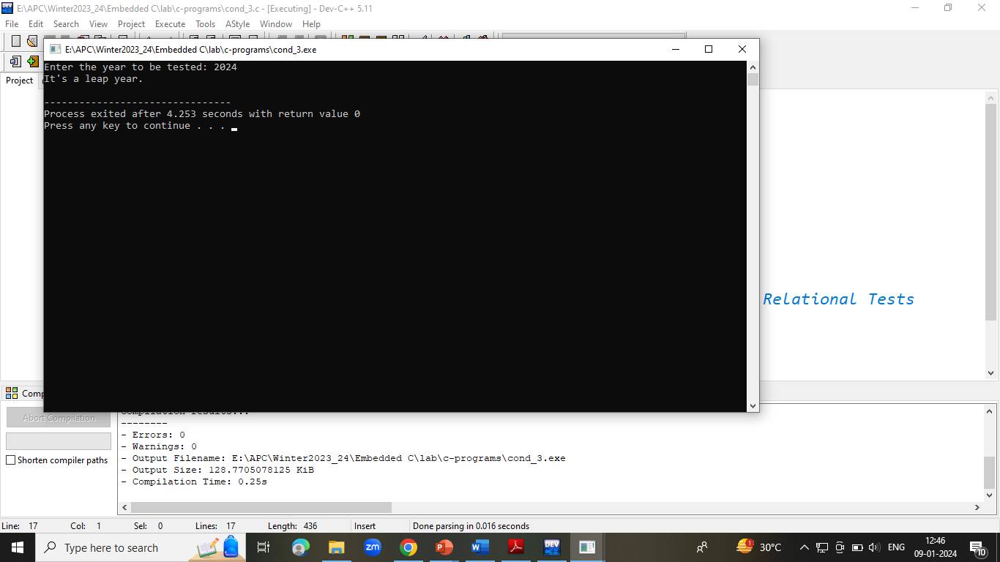 E:\APC\Winter2023_24\Embedded C\lab\c-programs\cond_3.c - [Executing] - Dev-C++ 5.11
File Edit Search View Project Execute Tools AStyle Window Help
E:\APC\Winter2023_24\Embedded C\lab\c-programs\cond_3.exe
Project
Enter the year to be tested: 2024
It's a leap year.
--------------------------------
Process exited after 4.253 seconds with return value 0
Press any key to continue . . .
Relational Tests
Comp
Abort Compilation
Shorten compiler paths
Compilation results...
--------
- Errors: 0
- Warnings: 0
- Output Filename: E:\APC\Winter2023_24\Embedded C\lab\c-programs\cond_3.exe
- Output Size: 128.7705078125 KiB
- Compilation Time: 0.25s
Line: 17 Col: 1 Sel: 0 Lines: 17 Length: 436 Insert Done parsing in 0.016 seconds
Type here to search
zm
DEV
1
30°C
ENG
12:46
09-01-2024
10